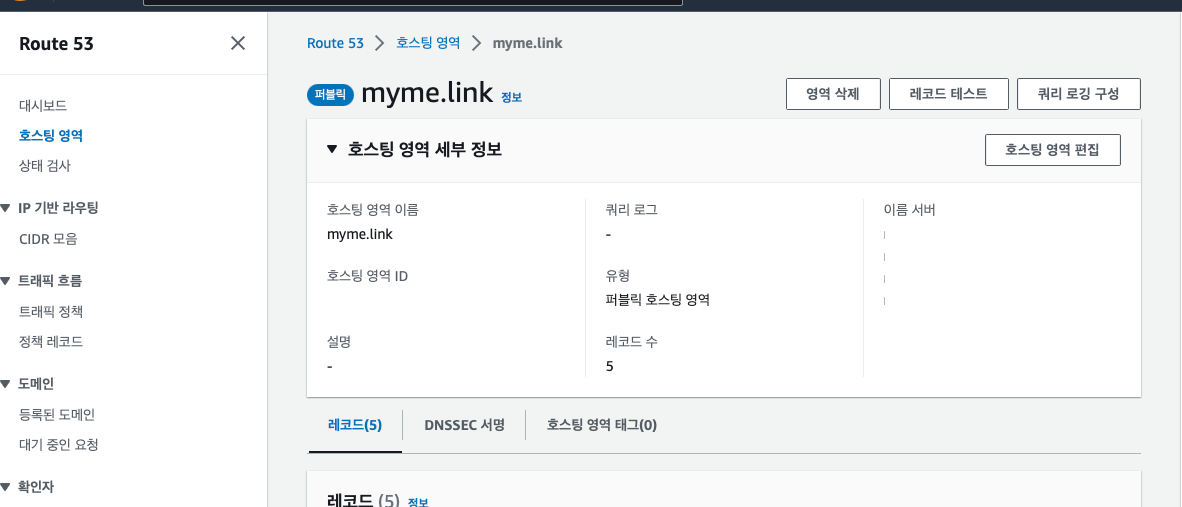 Route 53
대시보드
호스팅 영역
상태 검사
IP 기반 라우팅
CIDR 모음
트래픽 흐름
트래픽 정책
정책 레코드
도메인
등록된 도메인
대기 중인 요청
확인자
Route 53 > 호스팅 영역 > myme.link
퍼블릭 myme.link 정보
영역 삭제 레코드 테스트 쿼리 로깅 구성
호스팅 영역 세부 정보
호스팅 영역 편집
호스팅 영역 이름
myme.link
호스팅 영역 ID
설명
-
쿼리 로그
-
유형
퍼블릭 호스팅 영역
레코드 수
5
이름 서버
레코드(5) DNSSEC 서명 호스팅 영역 태그(0)
레코드 (5) 정보